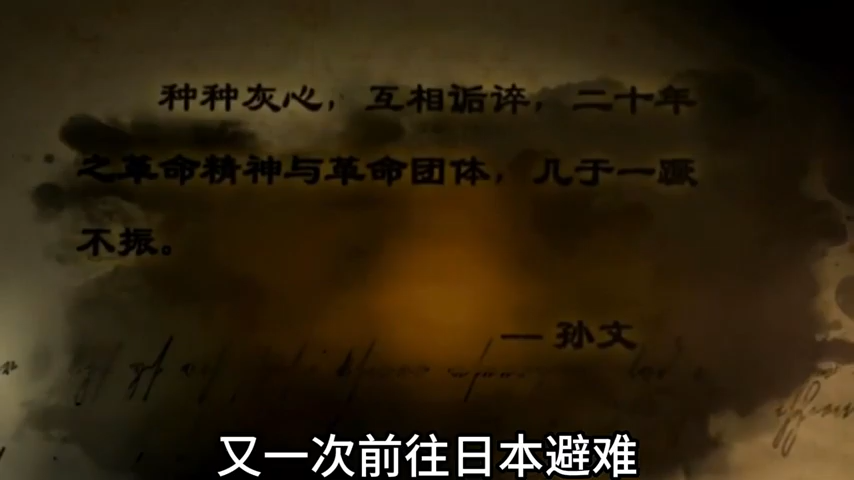 种种灰心，互相诟谇，二十年
之革命精神与革命团体，几于一蹶
不振。
— 孙文
又一次前往日本避难